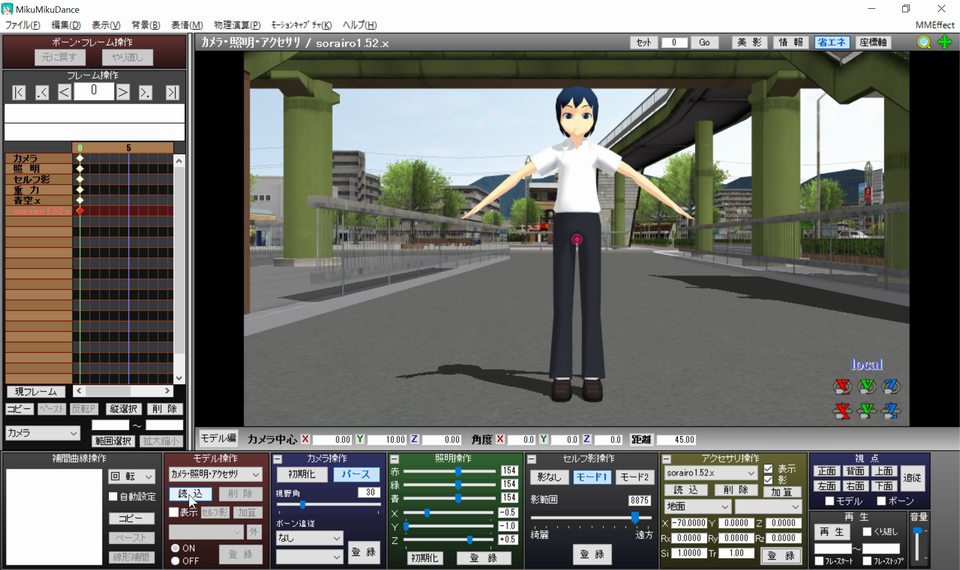 MikuMikuDance
ファイル(F) 編集(D) 表示(V) 背景(B) 表情(M) 物理演算(P) ﾓｰｼｮﾝｷｬﾌﾟﾁｬ(K) ヘルプ(H) MMEffect
ボーン・フレーム操作
元に戻す やり直し
カメラ・照明・アクセサリ / sorairo1.52.x セット 0 Go 美 影 情 報 省エネ 座標軸
フレーム操作
|< .< < 0 > >. >|
0 5
カメラ
照 明
セルフ影
重 力
青空.x
sorairo1.52.x
local
X Y Z
X Y Z
現フレーム
コピー ペースト 反転P 縦選択 削 除
カメラ ～
範囲選択 拡大縮小
モデル編 カメラ中心 X 0.00 Y 10.00 Z 0.00 角度 X 0.0 Y 0.0 Z 0.0 距離 45.00
補間曲線操作
回 転
自動設定
コピー
ペースト
線形補間
モデル操作
カメラ・照明・アクセサリ
読 込 削 除
表示 セルフ影 加算
外
ON
OFF
登 録
カメラ操作
初期化 パース
視野角 30
ボーン追従
なし
登 録
照明操作
赤 154
緑 154
青 154
X -0.5
Y -1.0
Z +0.5
初期化 登 録
セルフ影操作
影なし モード1 モード2
影範囲 8875
綺麗 遠方
登 録
アクセサリ操作
sorairo1.52.x 表示
影
読 込 削 除 加算
地面
X -70.0000 Y 0.0000 Z 0.0000
Rx 0.0000 Ry 0.0000 Rz 0.0000
Si 1.0000 Tr 1.00 登 録
視 点
正面 背面 上面 追従
左面 右面 下面
モデル ボーン
再 生
再 生 くり返し
～
フレ・スタート フレ・ストップ
音量